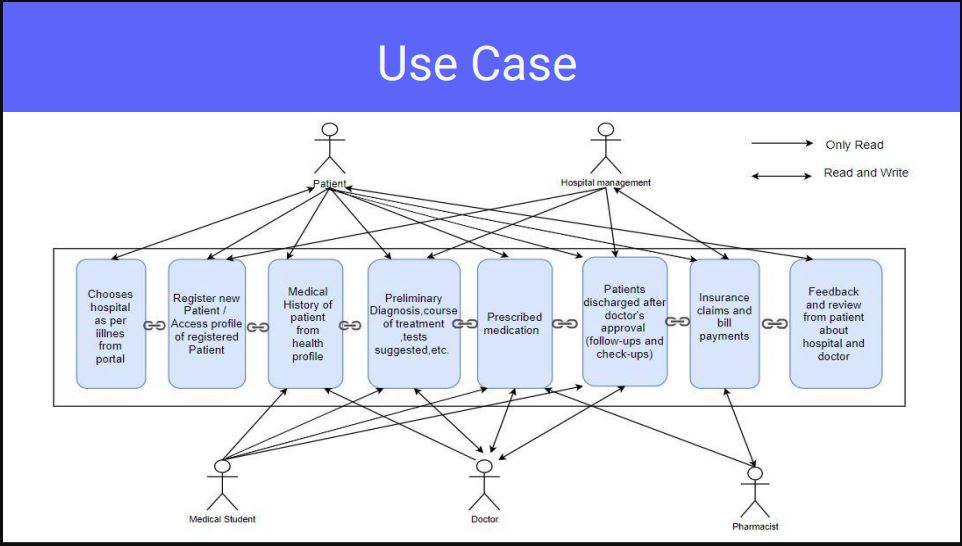 Use Case
Patient
Hospital management
Only Read
Read and Write
Chooses
hospital
as per
iillnes
from
portal
Register new
Patient /
Access profile
of registered
Patient
Medical
History of
patient
from
health
profile
Preliminary
Diagnosis,course
of treatment
,tests
suggested,etc.
Prescribed
medication
Patients
discharged after
doctor's
approval
(follow-ups and
check-ups)
Insurance
claims and
bill
payments
Feedback
and review
from patient
about
hospital and
doctor
Medical Student
Doctor
Pharmacist